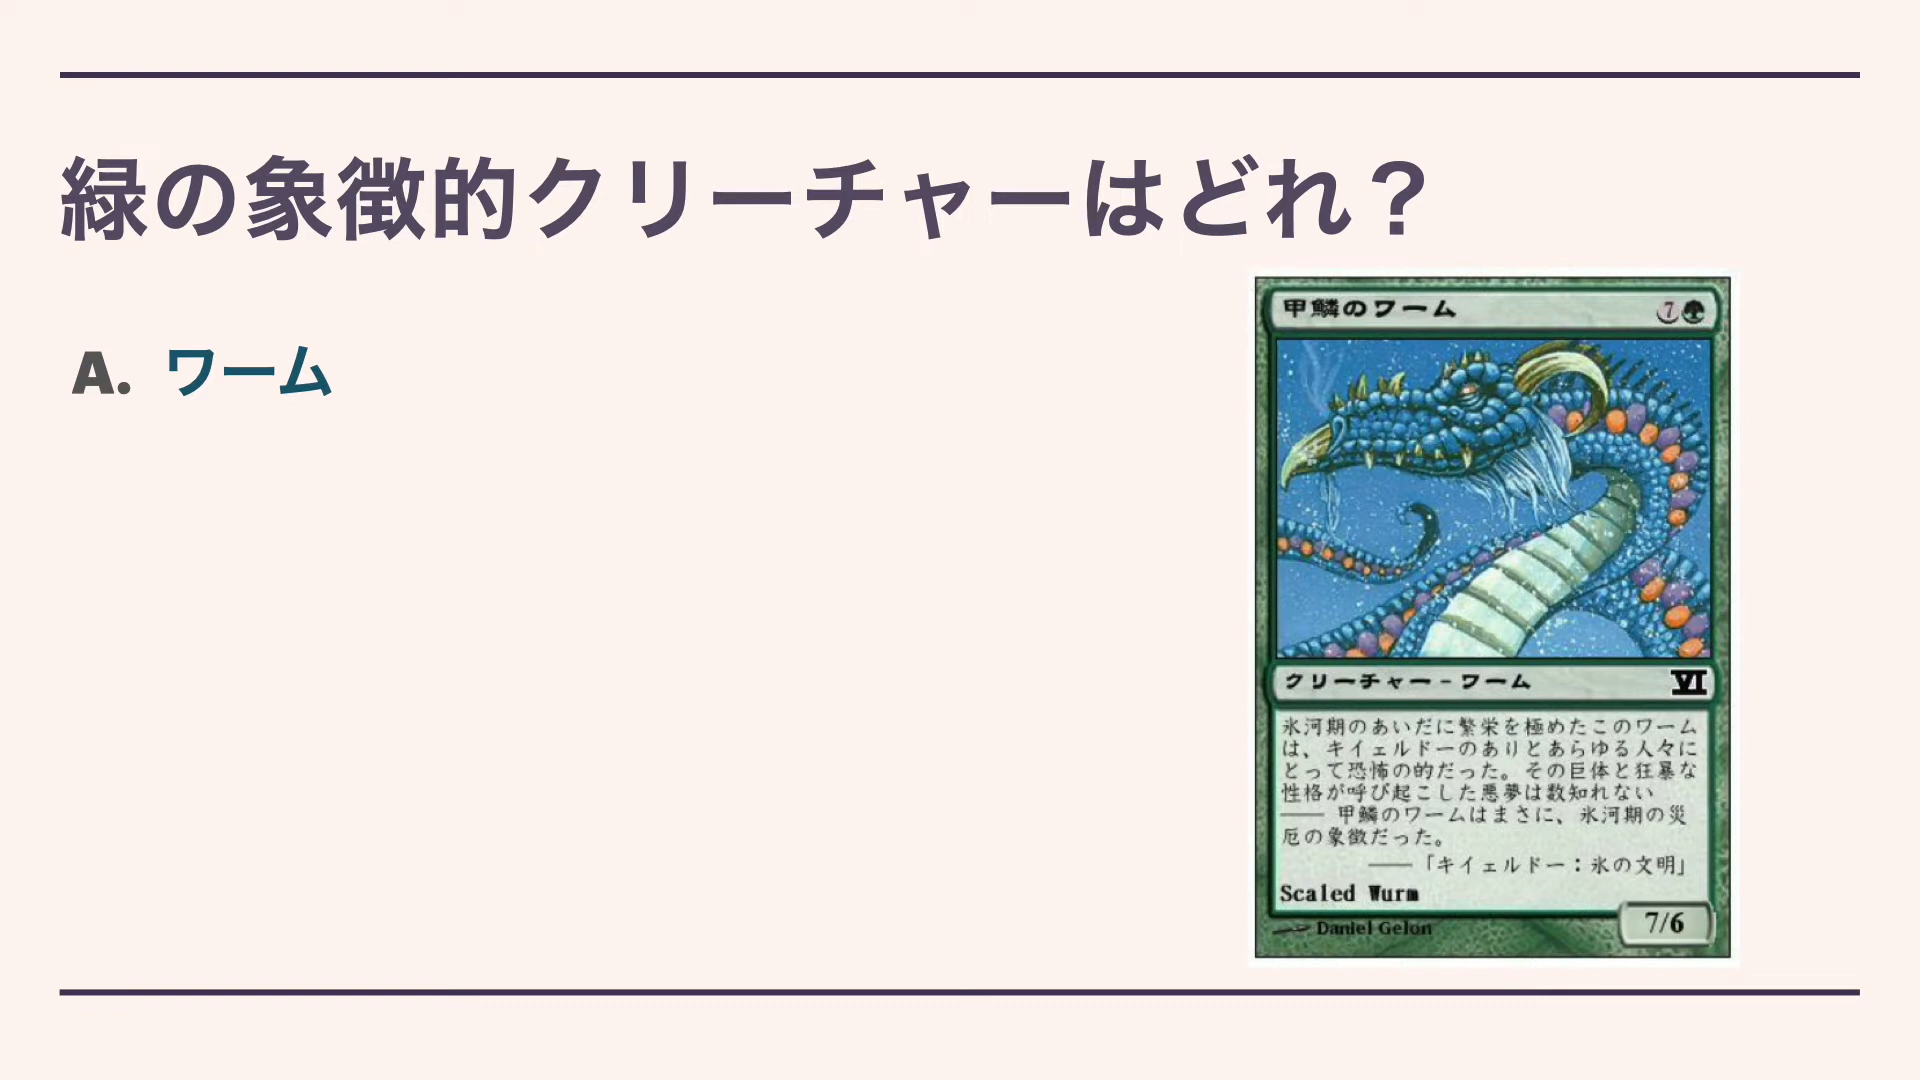 緑の象徴的クリーチャーはどれ？
A. ワーム
甲鱗のワーム 7
クリーチャー - ワーム VI
氷河期のあいだに繁栄を極めたこのワーム
は、キイェルドーのありとあらゆる人々に
とって恐怖の的だった。その巨体と狂暴な
性格が呼び起こした悪夢は数知れない
―― 甲鱗のワームはまさに、氷河期の災
厄の象徴だった。
――「キイェルドー：氷の文明」
Scaled Wurm
Daniel Gelon
7/6